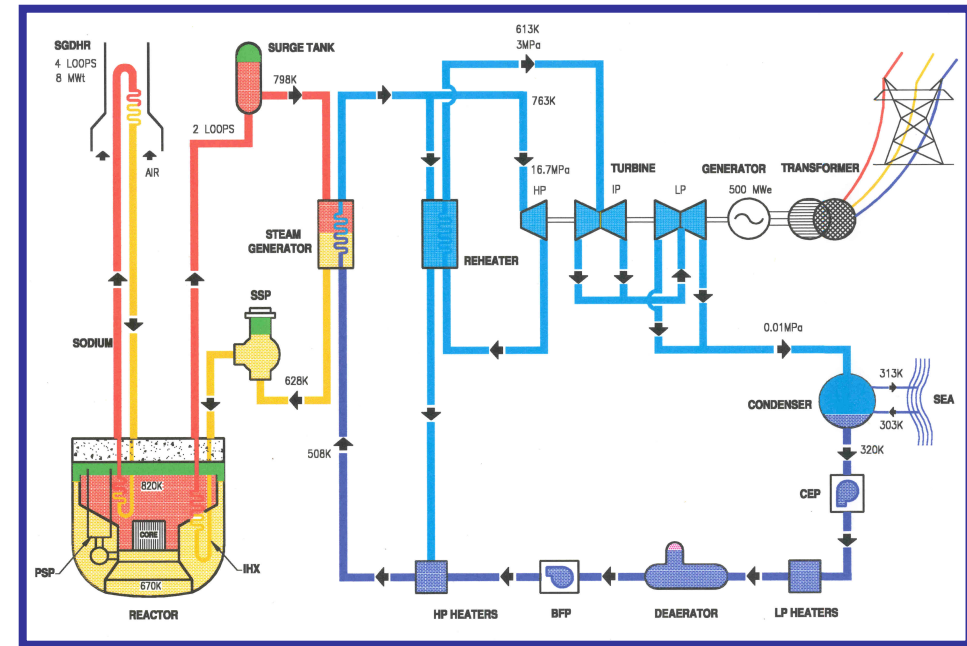 SGDHR
4 LOOPS
8 MWt
AIR
SURGE TANK
798K
2 LOOPS
613K
3MPa
763K
16.7MPa
HP
TURBINE
IP
LP
GENERATOR
500 MWe
TRANSFORMER
STEAM
GENERATOR
REHEATER
SSP
SODIUM
628K
508K
0.01MPa
313K
CONDENSER
SEA
303K
320K
CEP
820K
CORE
PSP
IHX
670K
REACTOR
HP HEATERS
BFP
DEAERATOR
LP HEATERS